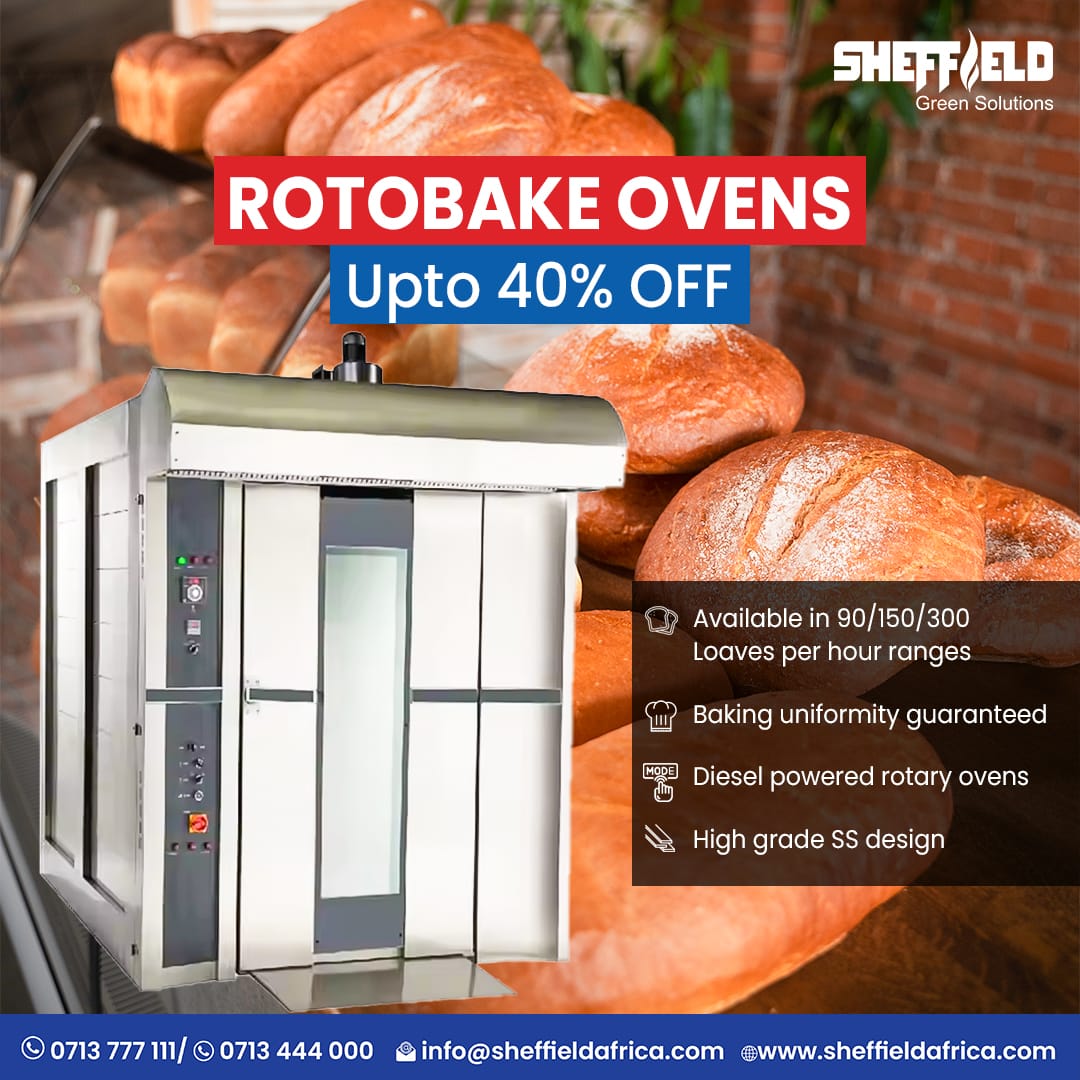 SHEFFIELD
Green Solutions
ROTOBAKE OVENS
Upto 40% OFF
Available in 90/150/300
Loaves per hour ranges
Baking uniformity guaranteed
MODE
Diesel powered rotary ovens
High grade SS design
0713 777 111/ 0713 444 000 info@sheffieldafrica.com www.sheffieldafrica.com